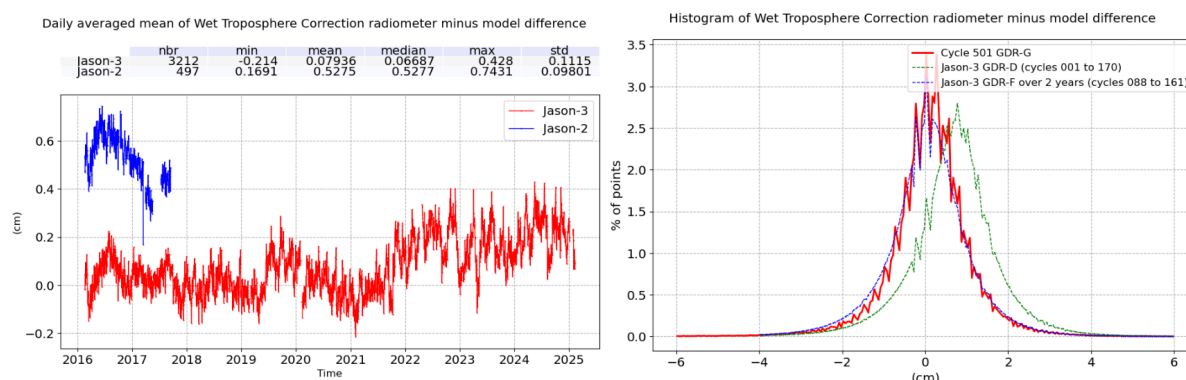 Daily averaged mean of Wet Troposphere Correction radiometer minus model difference
nbr min mean median max std
Jason-3 3212 -0.214 0.07936 0.06687 0.428 0.1115
Jason-2 497 0.1691 0.5275 0.5277 0.7431 0.09801
Jason-3
Jason-2
(cm)
0.6
0.4
0.2
0.0
−0.2
2016 2017 2018 2019 2020 2021 2022 2023 2024 2025
Time
Histogram of Wet Troposphere Correction radiometer minus model difference
Cycle 501 GDR-G
Jason-3 GDR-D (cycles 001 to 170)
Jason-3 GDR-F over 2 years (cycles 088 to 161)
% of points
3.5
3.0
2.5
2.0
1.5
1.0
0.5
0.0
−6 −4 −2 0 2 4 6
(cm)